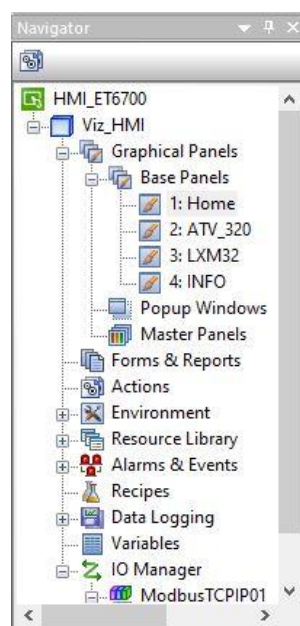 Navigator
HMI_ET6700
Viz_HMI
Graphical Panels
Base Panels
1: Home
2: ATV_320
3: LXM32
4: INFO
Popup Windows
Master Panels
Forms & Reports
Actions
Environment
Resource Library
Alarms & Events
Recipes
Data Logging
Variables
IO Manager
ModbusTCPIP01